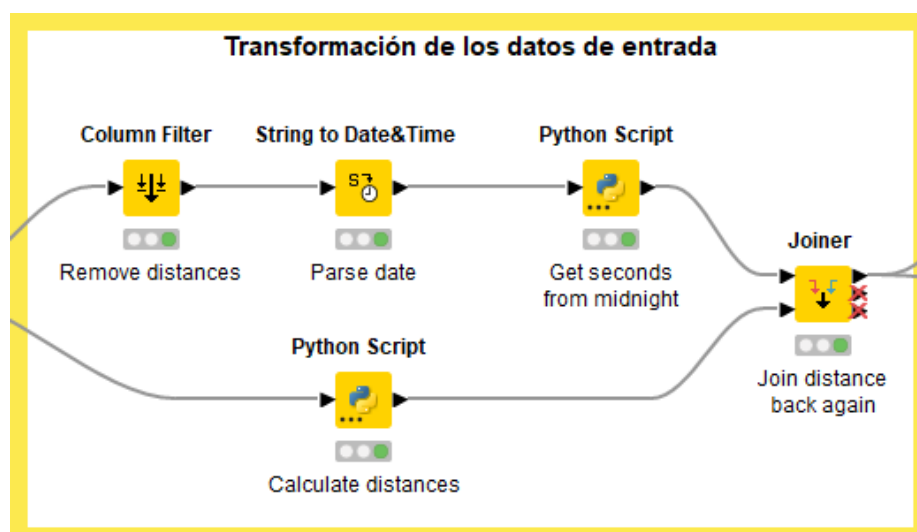 Transformación de los datos de entrada
Column Filter
String to Date&Time
Python Script
S
Remove distances
Parse date
Get seconds
from midnight
Joiner
Python Script
Join distance
back again
Calculate distances